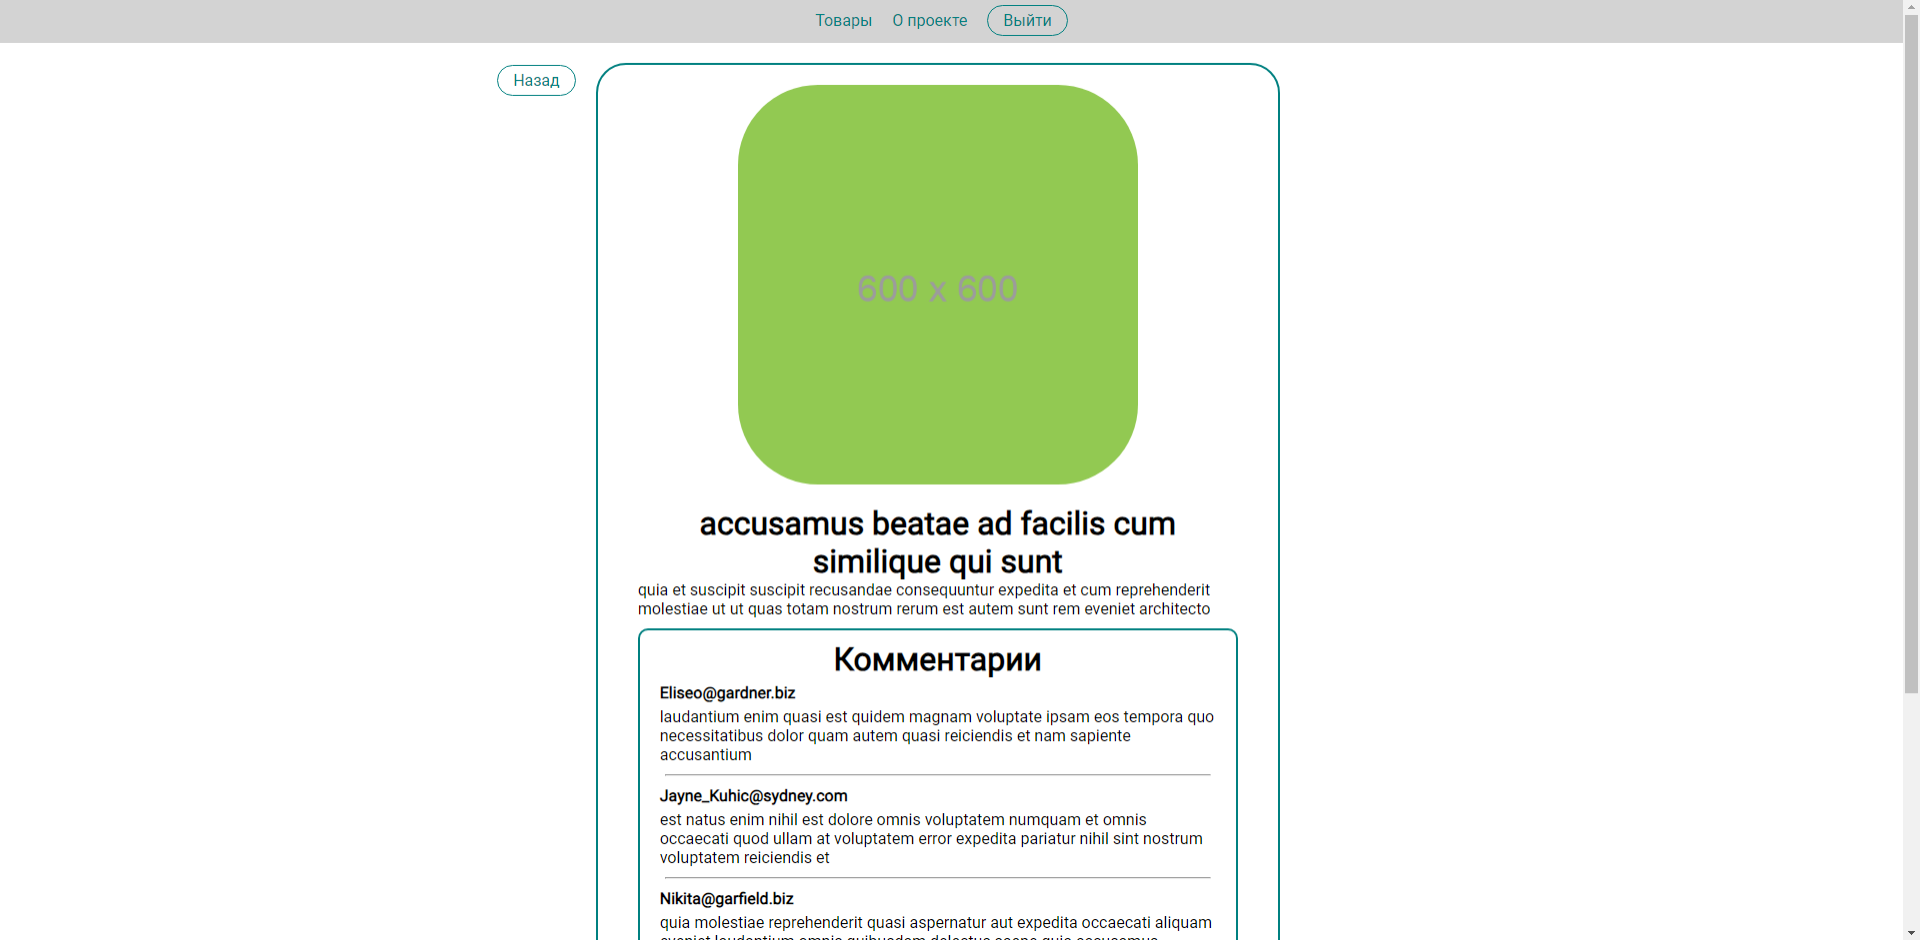 Товары О проекте Выйти
Назад
600 x 600
accusamus beatae ad facilis cum
similique qui sunt
quia et suscipit suscipit recusandae consequuntur expedita et cum reprehenderit
molestiae ut ut quas totam nostrum rerum est autem sunt rem eveniet architecto
Комментарии
Eliseo@gardner.biz
laudantium enim quasi est quidem magnam voluptate ipsam eos tempora quo
necessitatibus dolor quam autem quasi reiciendis et nam sapiente
accusantium
Jayne_Kuhic@sydney.com
est natus enim nihil est dolore omnis voluptatem numquam et omnis
occaecati quod ullam at voluptatem error expedita pariatur nihil sint nostrum
voluptatem reiciendis et
Nikita@garfield.biz
quia molestiae reprehenderit quasi aspernatur aut expedita occaecati aliquam